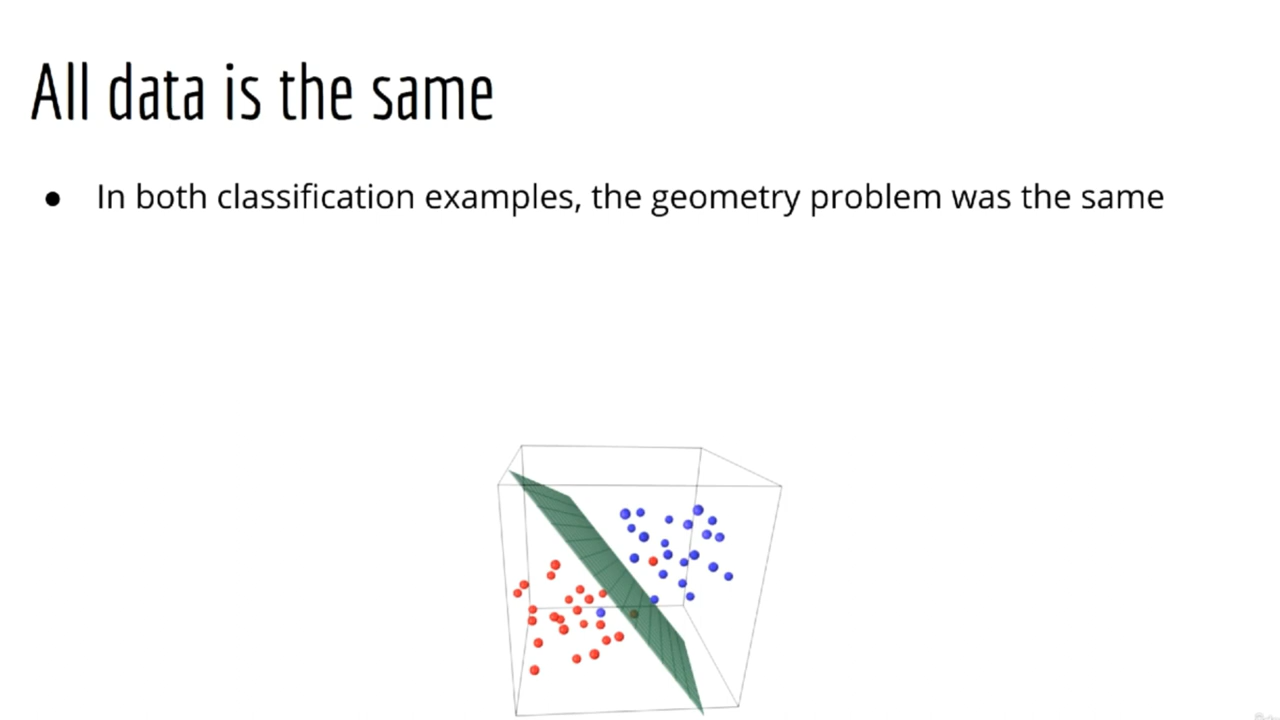 All data is the same
● In both classification examples, the geometry problem was the same